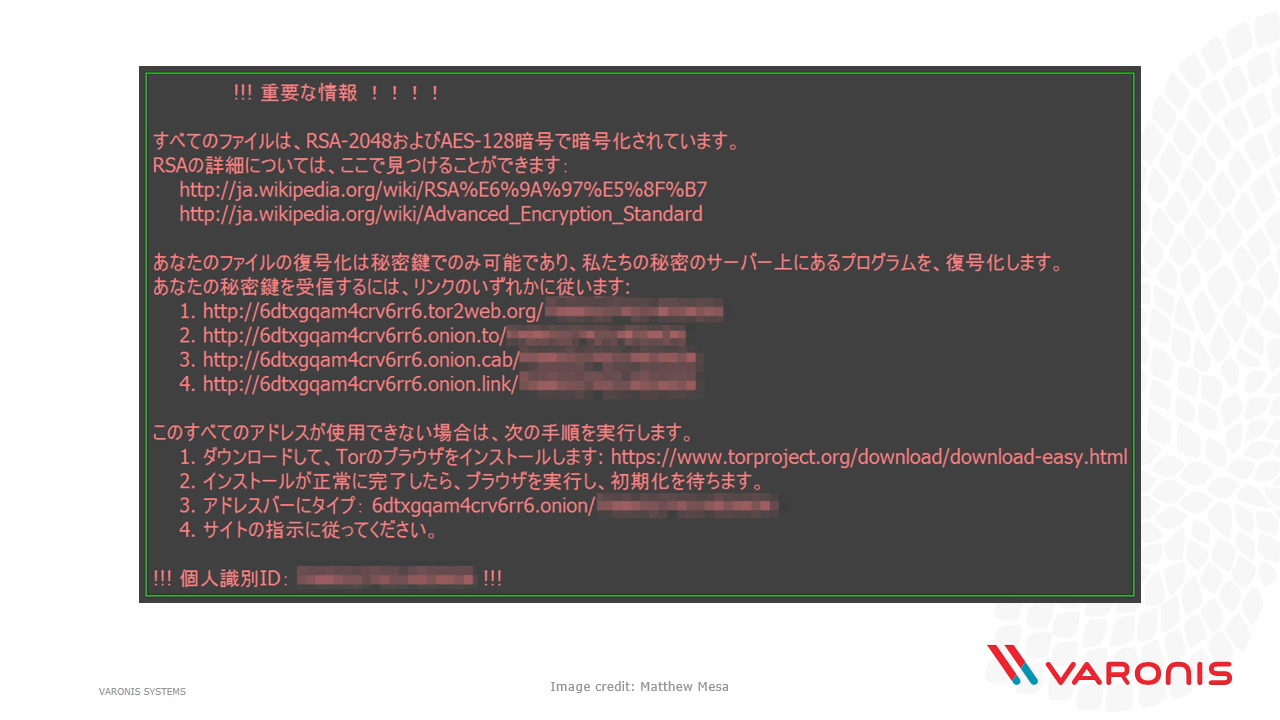 !!! 重要な情報 ！！！！
すべてのファイルは、RSA-2048およびAES-128暗号で暗号化されています。
RSAの詳細については、ここで見つけることができます:
http://ja.wikipedia.org/wiki/RSA%E6%9A%97%E5%8F%B7
http://ja.wikipedia.org/wiki/Advanced_Encryption_Standard
あなたのファイルの復号化は秘密鍵でのみ可能であり、私たちの秘密のサーバー上にあるプログラムを、復号化します。
あなたの秘密鍵を受信するには、リンクのいずれかに従います:
1. http://6dtxgqam4crv6rr6.tor2web.org/
2. http://6dtxgqam4crv6rr6.onion.to/
3. http://6dtxgqam4crv6rr6.onion.cab/
4. http://6dtxgqam4crv6rr6.onion.link/
このすべてのアドレスが使用できない場合は、次の手順を実行します。
1. ダウンロードして、Torのブラウザをインストールします: https://www.torproject.org/download/download-easy.html
2. インストールが正常に完了したら、ブラウザを実行し、初期化を待ちます。
3. アドレスバーにタイプ: 6dtxgqam4crv6rr6.onion/
4. サイトの指示に従ってください。
!!! 個人識別ID: !!!
VARONIS
VARONIS SYSTEMS
Image credit: Matthew Mesa